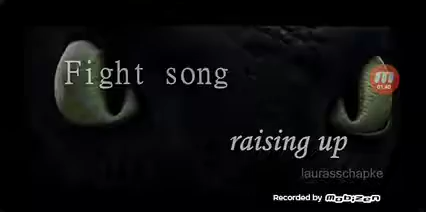 Fight song
01:40
raising up
laurasschapke
Recorded by Mobizen